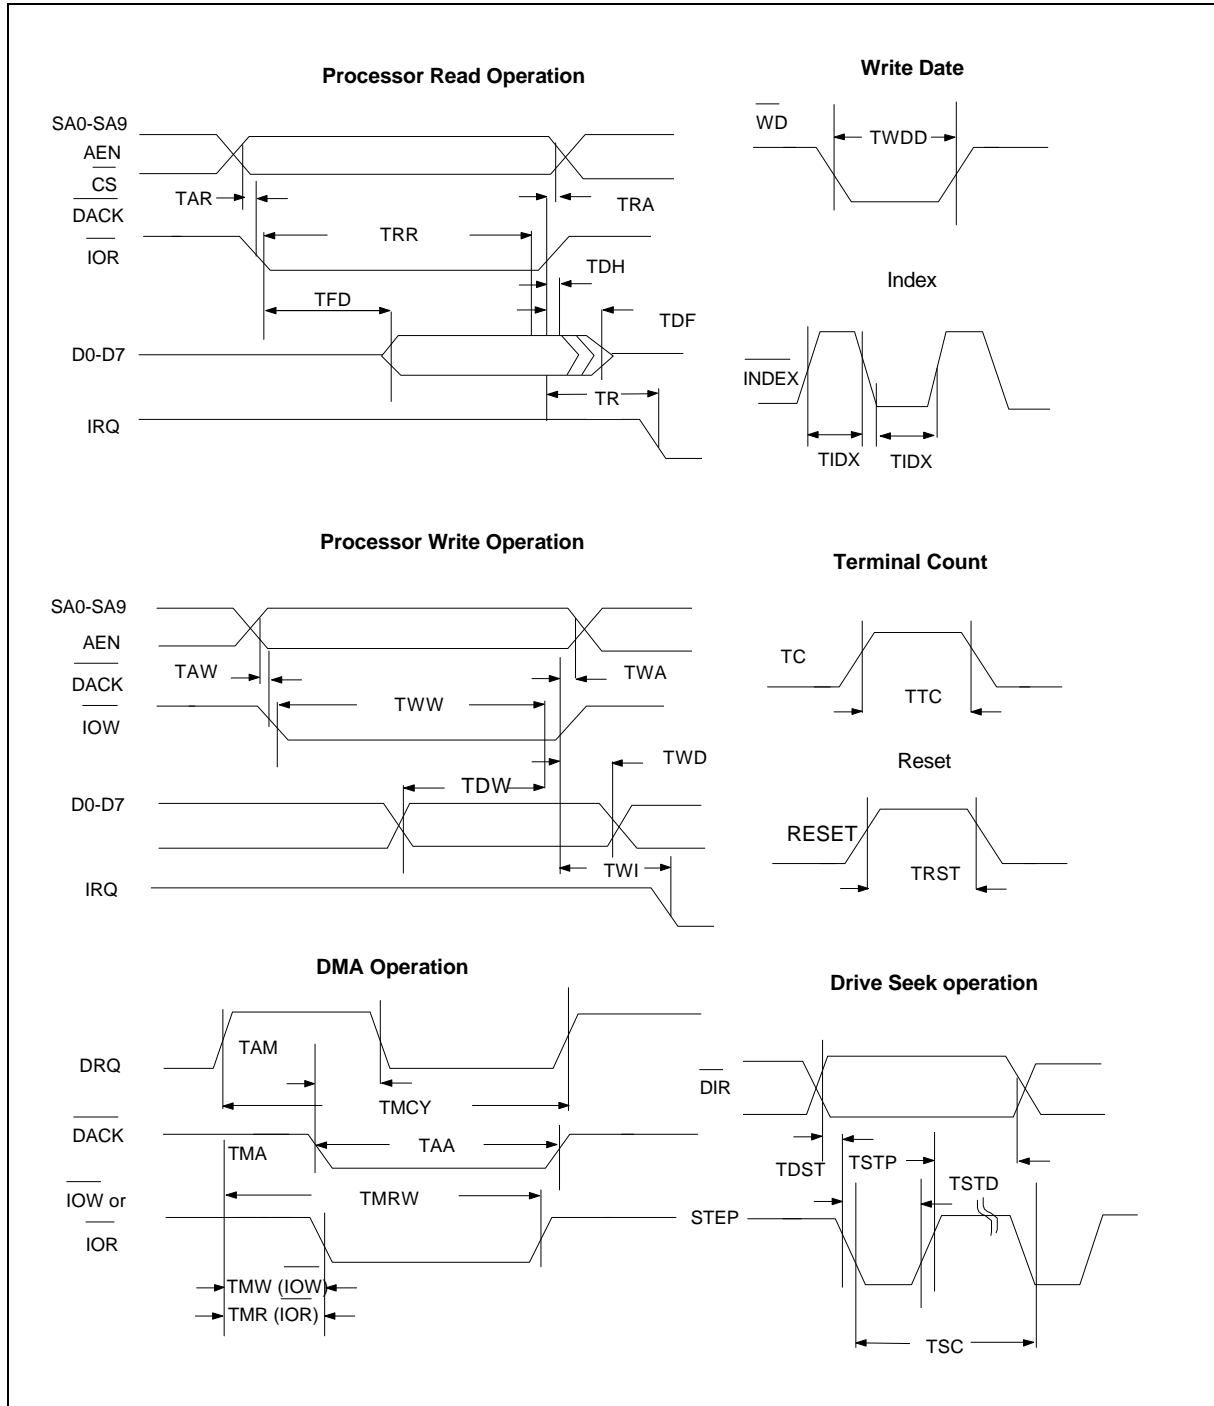 Processor Read Operation
SA0-SA9
AEN
CS
DACK
IOR
TAR
TRA
TRR
TDH
TFD
TDF
D0-D7
TR
IRQ
Write Date
WD
TWDD
Index
INDEX
TIDX
TIDX
Processor Write Operation
SA0-SA9
AEN
DACK
IOW
TAW
TWA
TWW
TWD
TDW
D0-D7
TWI
IRQ
Terminal Count
TC
TTC
Reset
RESET
TRST
DMA Operation
DRQ
TAM
TMCY
DACK
TMA
TAA
IOW or
IOR
TMRW
TMW (IOW)
TMR (IOR)
Drive Seek operation
DIR
TDST
TSTP
TSTD
STEP
TSC